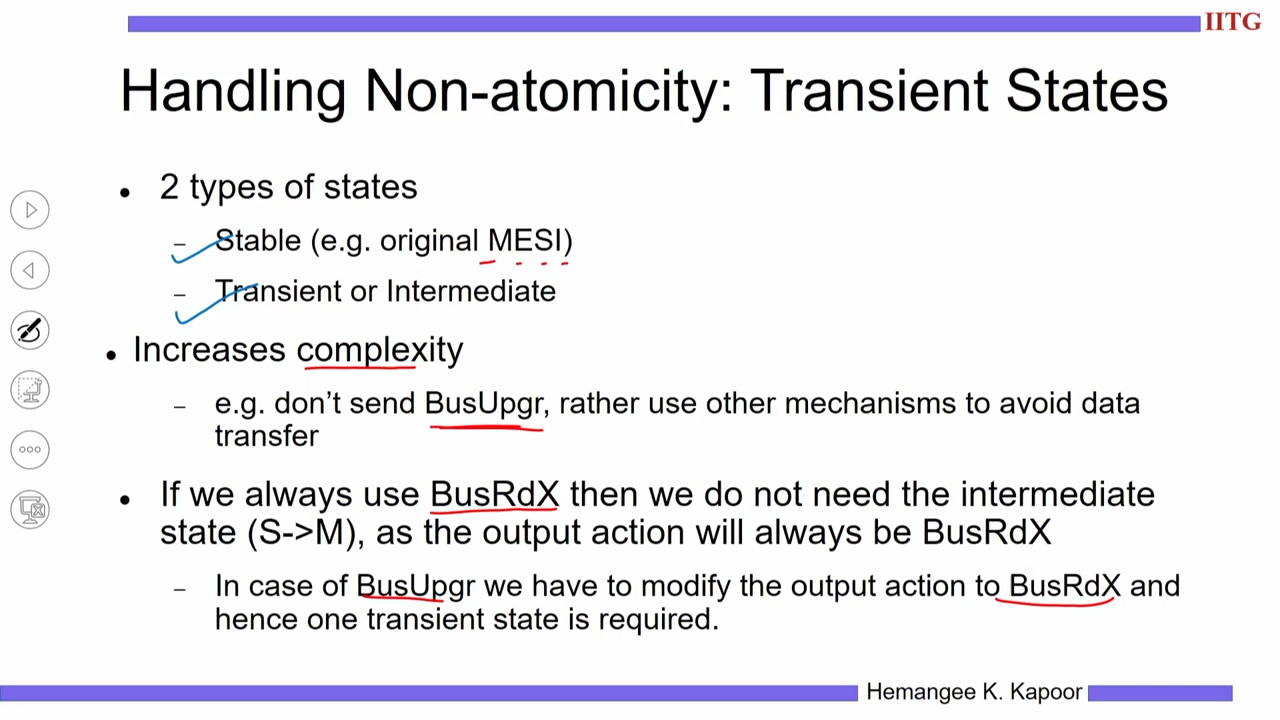 IITG
Handling Non-atomicity: Transient States
● 2 types of states
– Stable (e.g. original MESI)
– Transient or Intermediate
● Increases complexity
– e.g. don’t send BusUpgr, rather use other mechanisms to avoid data
transfer
● If we always use BusRdX then we do not need the intermediate
state (S->M), as the output action will always be BusRdX
– In case of BusUpgr we have to modify the output action to BusRdX and
hence one transient state is required.
Hemangee K. Kapoor